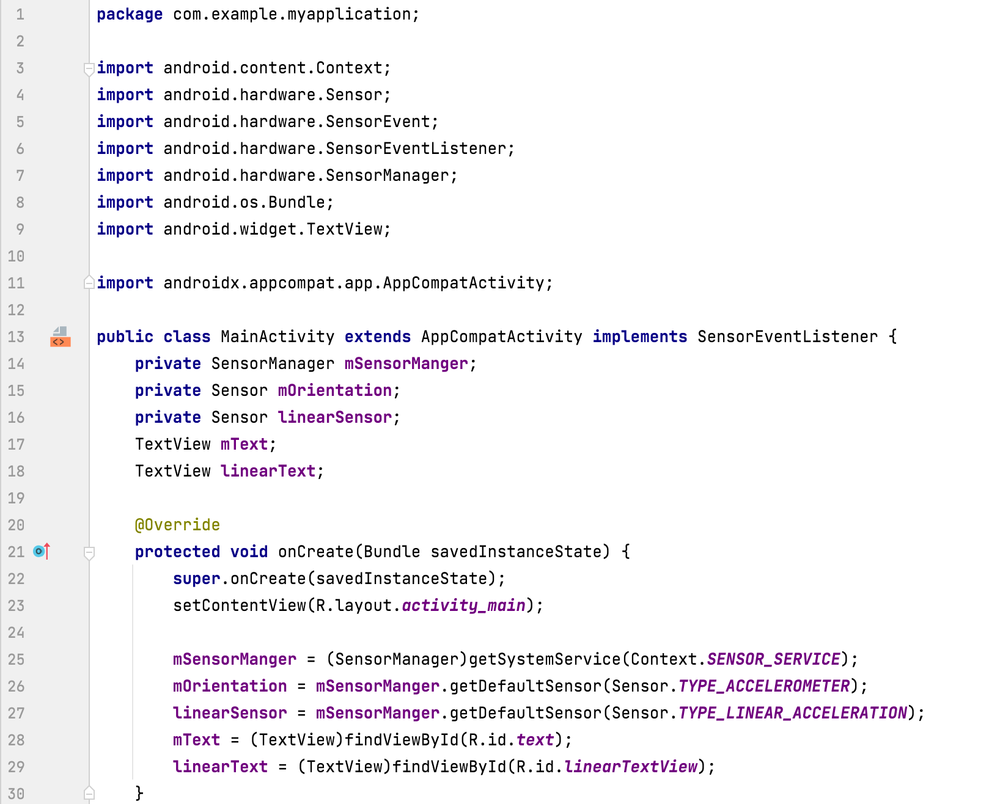 1 package com.example.myapplication;
2
3 import android.content.Context;
4 import android.hardware.Sensor;
5 import android.hardware.SensorEvent;
6 import android.hardware.SensorEventListener;
7 import android.hardware.SensorManager;
8 import android.os.Bundle;
9 import android.widget.TextView;
10
11 import androidx.appcompat.app.AppCompatActivity;
12
13 public class MainActivity extends AppCompatActivity implements SensorEventListener {
14     private SensorManager mSensorManger;
15     private Sensor mOrientation;
16     private Sensor linearSensor;
17     TextView mText;
18     TextView linearText;
19
20     @Override
21     protected void onCreate(Bundle savedInstanceState) {
22         super.onCreate(savedInstanceState);
23         setContentView(R.layout.activity_main);
24
25         mSensorManger = (SensorManager)getSystemService(Context.SENSOR_SERVICE);
26         mOrientation = mSensorManger.getDefaultSensor(Sensor.TYPE_ACCELEROMETER);
27         linearSensor = mSensorManger.getDefaultSensor(Sensor.TYPE_LINEAR_ACCELERATION);
28         mText = (TextView)findViewById(R.id.text);
29         linearText = (TextView)findViewById(R.id.linearTextView);
30     }